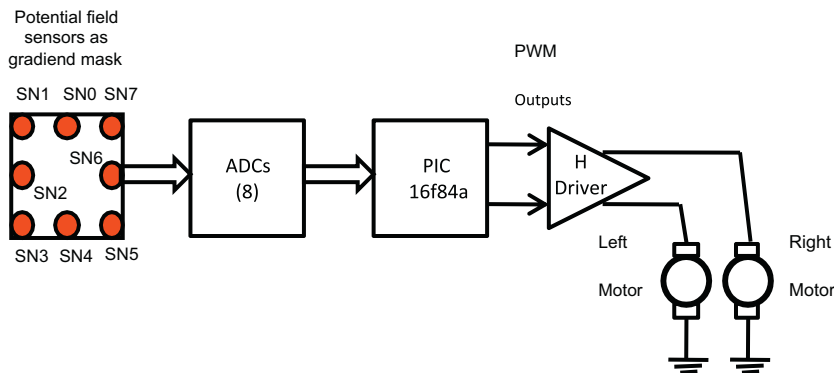 Potential field
sensors as
gradiend mask
SN1 SN0 SN7
SN6
SN2
SN3 SN4 SN5
ADCs
(8)
PIC
16f84a
PWM
Outputs
H
Driver
Left
Motor
Right
Motor